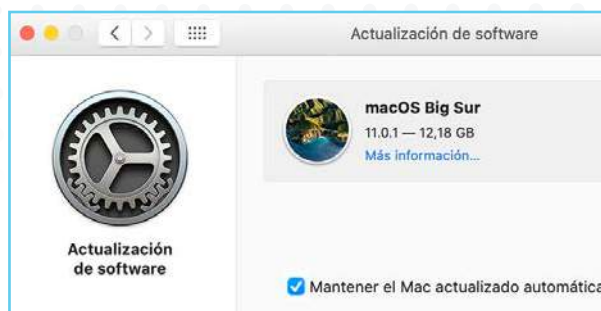 Actualización de software
macOS Big Sur
11.0.1 — 12,18 GB
Más información...
Actualización
de software
Mantener el Mac actualizado automática